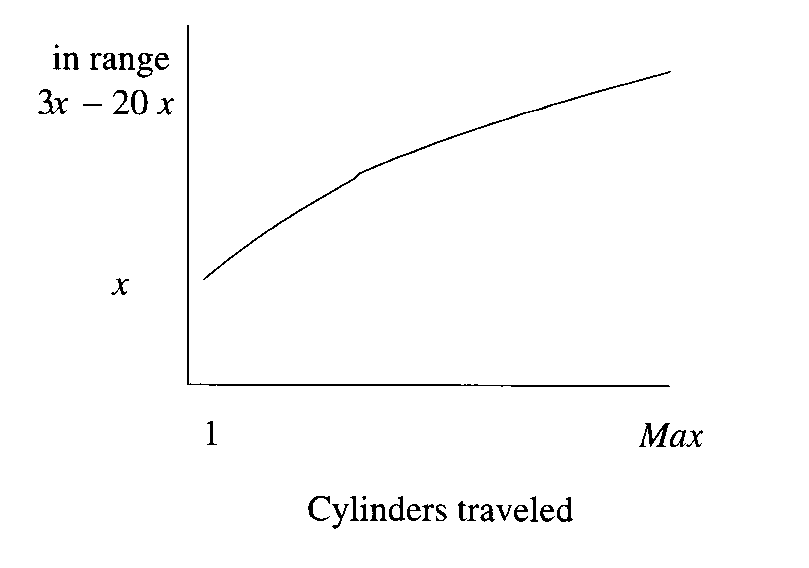 in range
3x – 20 x
x
1
Max
Cylinders traveled